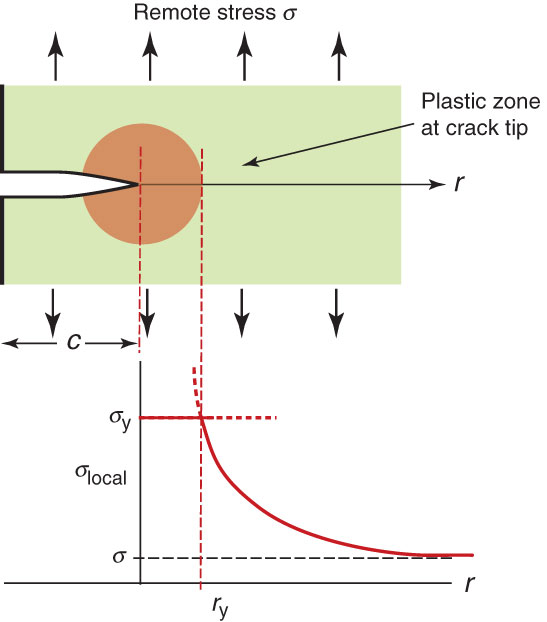 Remote stress σ
Plastic zone
at crack tip
r
c
σy
σlocal
σ
ry
r